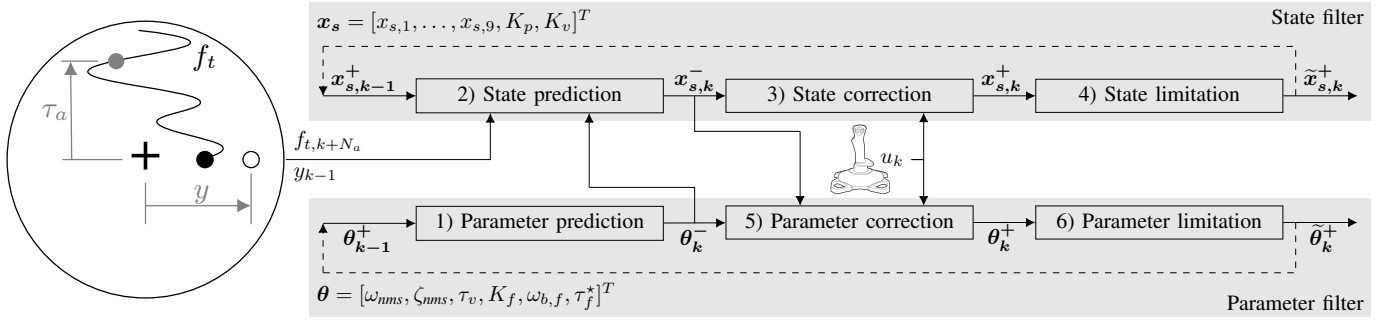 f_t
τ_a
y
f_{t,k+N_a}
y_{k-1}
x_s = [x_{s,1}, . . . , x_{s,9}, K_p, K_v]^T
State filter
x^+_{s,k-1}
2) State prediction
x^-_{s,k}
3) State correction
x^+_{s,k}
4) State limitation
x̃^+_{s,k}
u_k
θ^+_{k-1}
1) Parameter prediction
θ^-_k
5) Parameter correction
θ^+_k
6) Parameter limitation
θ̃^+_k
θ = [ω_{nms}, ζ_{nms}, τ_v, K_f, ω_{b,f}, τ^⋆_f]^T
Parameter filter